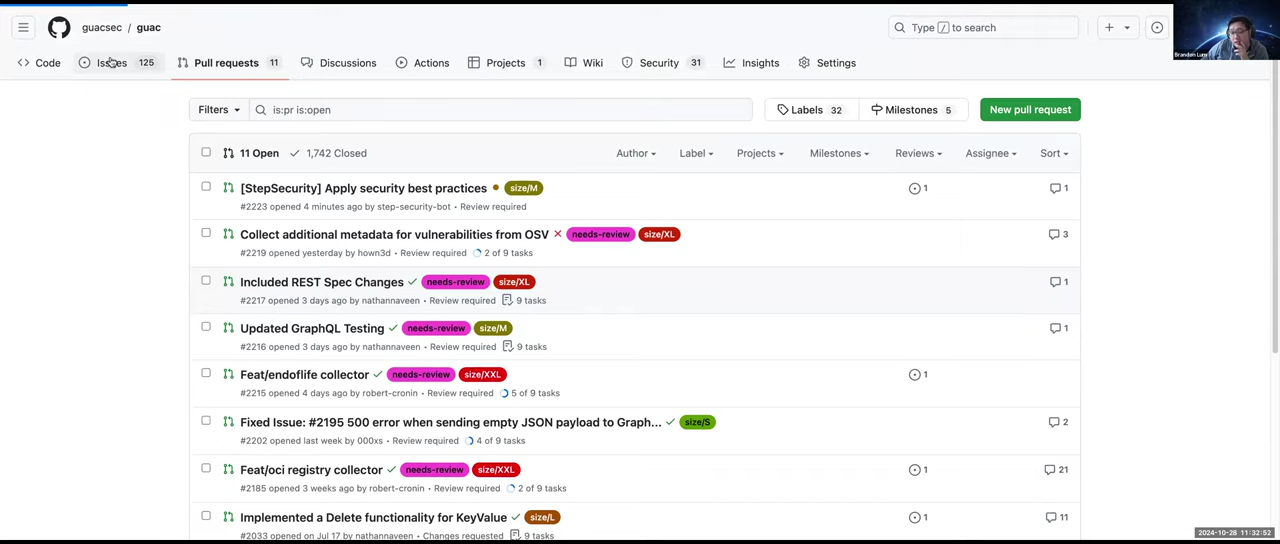 guacsec / guac
Type / to search
Brandon Lum
Code
Issues 125
Pull requests 11
Discussions
Actions
Projects 1
Wiki
Security 31
Insights
Settings
Filters
is:pr is:open
Labels 32
Milestones 5
New pull request
11 Open 1,742 Closed
Author Label Projects Milestones Reviews Assignee Sort
[StepSecurity] Apply security best practices size/M 1 1
#2223 opened 4 minutes ago by step-security-bot • Review required
Collect additional metadata for vulnerabilities from OSV needs-review size/XL 3
#2219 opened yesterday by hown3d • Review required 2 of 9 tasks
Included REST Spec Changes needs-review size/XL 1
#2217 opened 3 days ago by nathannaveen • Review required 9 tasks
Updated GraphQL Testing needs-review size/M 1
#2216 opened 3 days ago by nathannaveen • Review required 9 tasks
Feat/endoflife collector needs-review size/XXL 1
#2215 opened 4 days ago by robert-cronin • Review required 5 of 9 tasks
Fixed Issue: #2195 500 error when sending empty JSON payload to Graph... size/S 2
#2202 opened last week by 000xs • Review required 4 of 9 tasks
Feat/oci registry collector needs-review size/XXL 1 21
#2185 opened 3 weeks ago by robert-cronin • Review required 2 of 9 tasks
Implemented a Delete functionality for KeyValue size/L 1 11
#2033 opened on Jul 17 by nathannaveen • Changes requested 9 tasks
2024-10-28 11:32:52